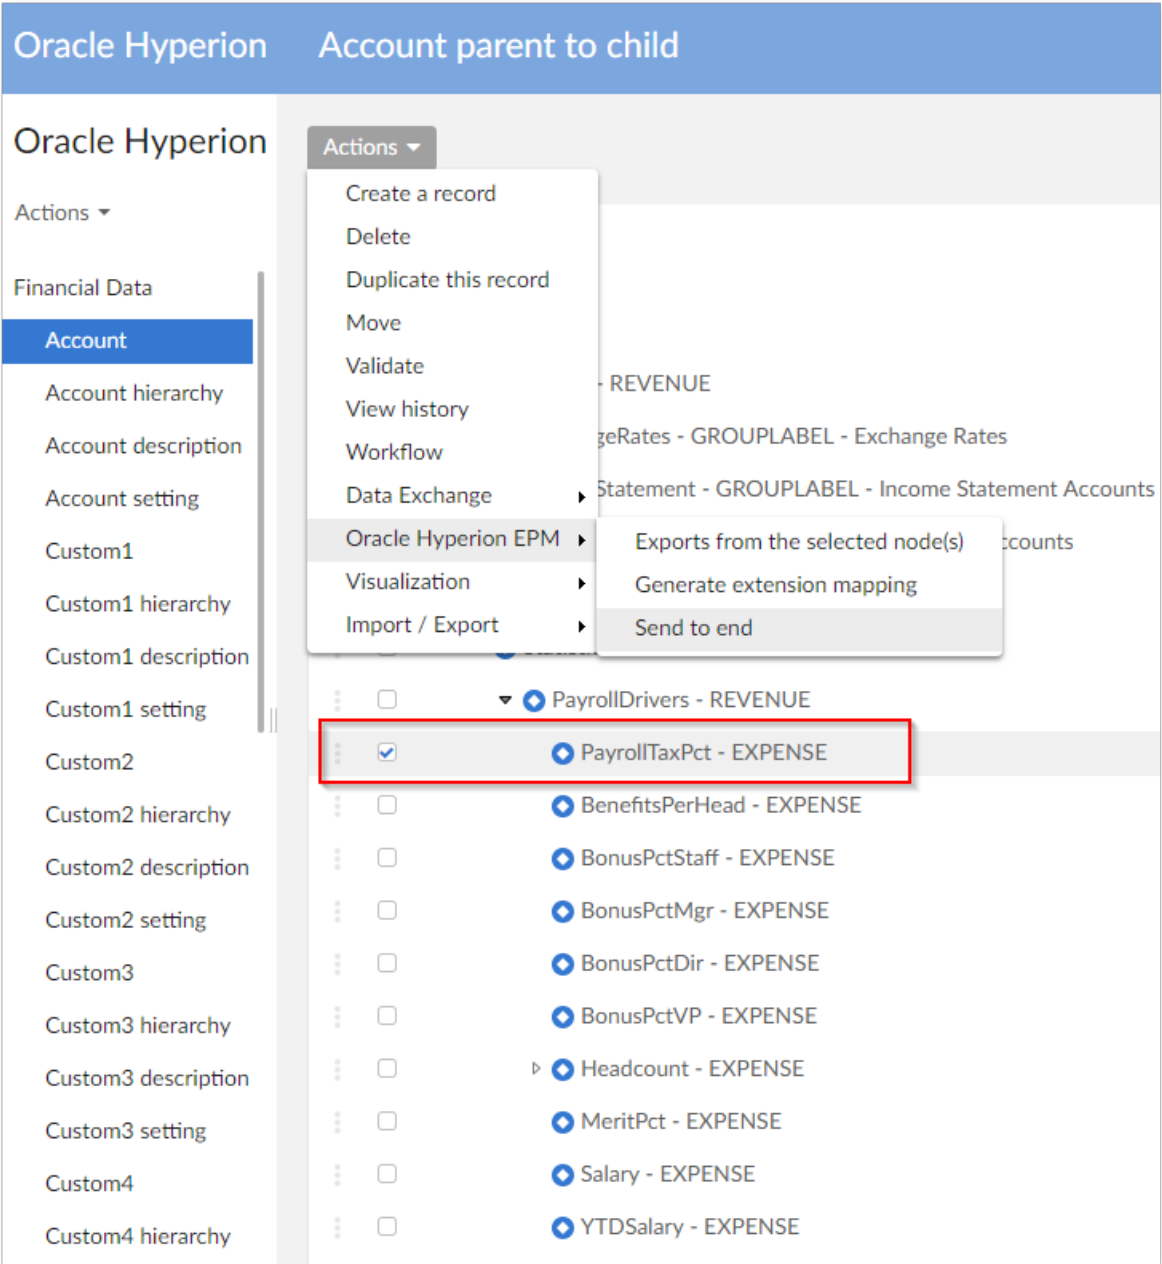 Oracle Hyperion
Account parent to child
Oracle Hyperion
Actions
Financial Data
Account
Account hierarchy
Account description
Account setting
Custom1
Custom1 hierarchy
Custom1 description
Custom1 setting
Custom2
Custom2 hierarchy
Custom2 description
Custom2 setting
Custom3
Custom3 hierarchy
Custom3 description
Custom3 setting
Custom4
Custom4 hierarchy
Actions
Create a record
Delete
Duplicate this record
Move
Validate
View history
Workflow
Data Exchange
Oracle Hyperion EPM
Visualization
Import / Export
Exports from the selected node(s)
Generate extension mapping
Send to end
- REVENUE
geRates - GROUPLABEL - Exchange Rates
Statement - GROUPLABEL - Income Statement Accounts
ccounts
PayrollDrivers - REVENUE
PayrollTaxPct - EXPENSE
BenefitsPerHead - EXPENSE
BonusPctStaff - EXPENSE
BonusPctMgr - EXPENSE
BonusPctDir - EXPENSE
BonusPctVP - EXPENSE
Headcount - EXPENSE
MeritPct - EXPENSE
Salary - EXPENSE
YTDSalary - EXPENSE